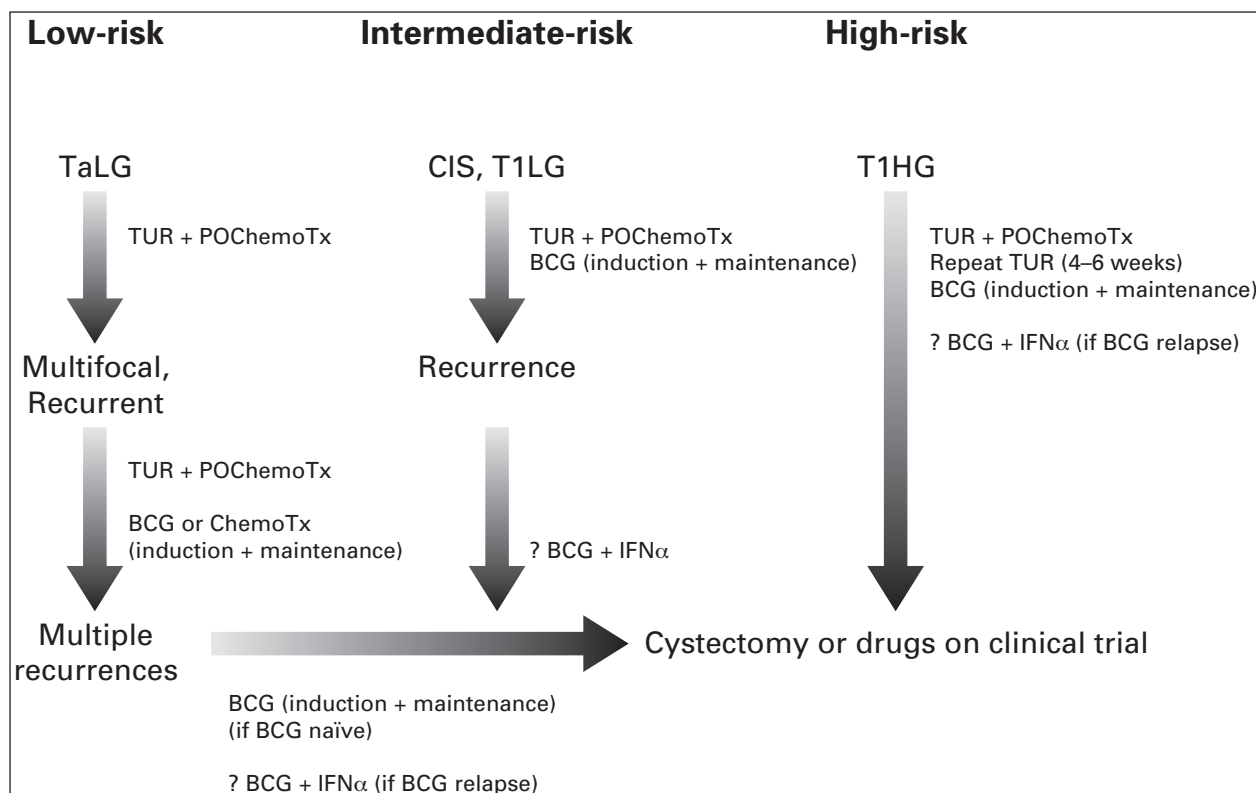 Low-risk
Intermediate-risk
High-risk
TaLG
CIS, T1LG
T1HG
TUR + POChemoTx
TUR + POChemoTx
BCG (induction + maintenance)
TUR + POChemoTx
Repeat TUR (4–6 weeks)
BCG (induction + maintenance)
? BCG + IFNα (if BCG relapse)
Multifocal,
Recurrent
Recurrence
TUR + POChemoTx
BCG or ChemoTx
(induction + maintenance)
? BCG + IFNα
Multiple
recurrences
Cystectomy or drugs on clinical trial
BCG (induction + maintenance)
(if BCG naïve)
? BCG + IFNα (if BCG relapse)